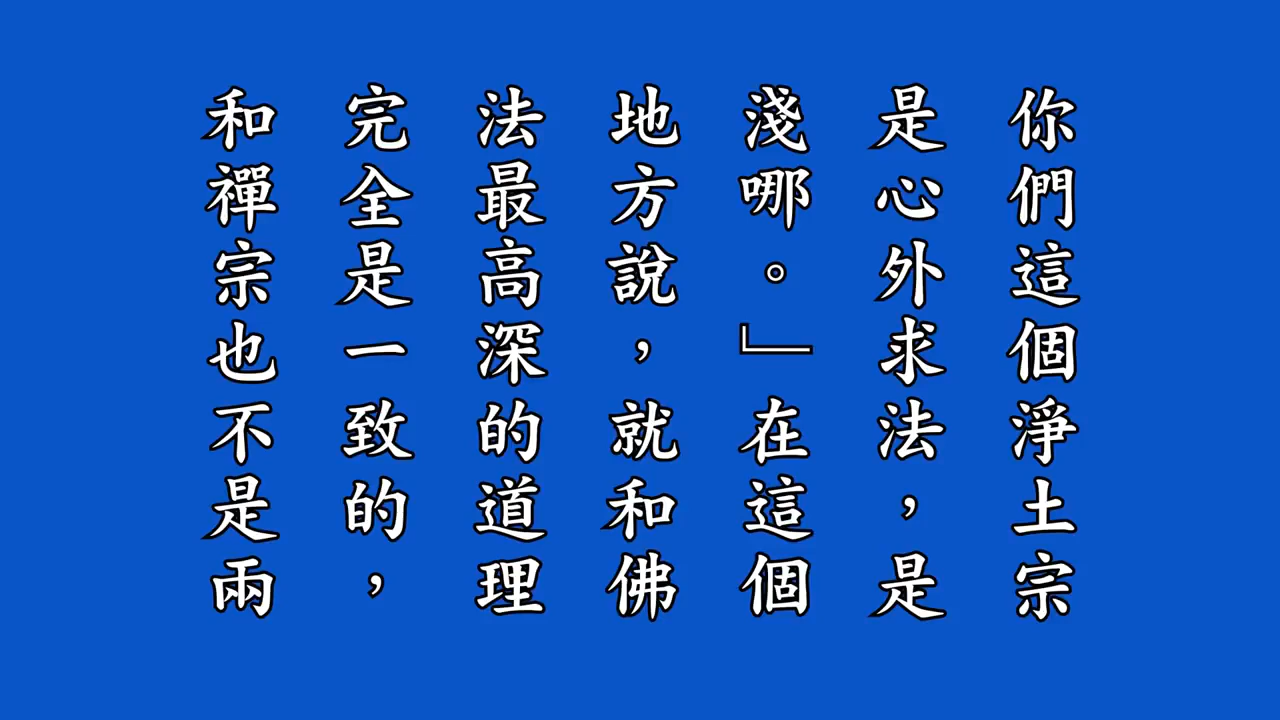 你們這個淨土宗
是心外求法，是
淺哪。」在這個
地方說，就和佛
法最高深的道理
完全是一致的，
和禪宗也不是兩